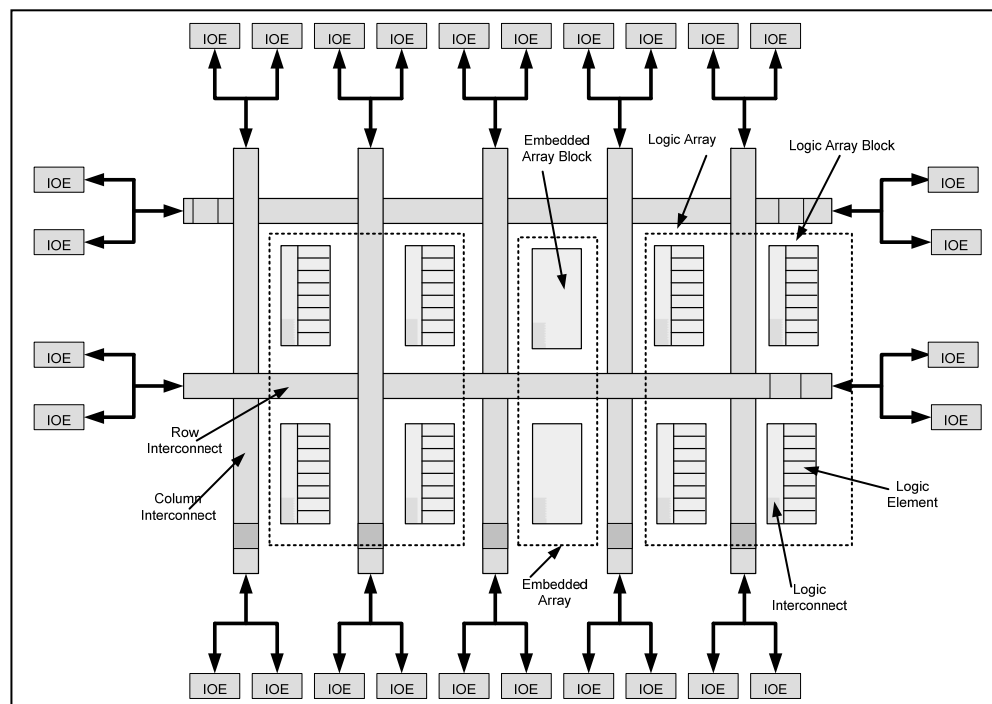 IOE IOE IOE IOE IOE IOE IOE IOE IOE IOE
Embedded
Array Block
Logic Array
Logic Array Block
IOE
IOE
IOE
IOE
IOE
IOE
IOE
IOE
Row
Interconnect
Column
Interconnect
Logic
Element
Embedded
Array
Logic
Interconnect
IOE IOE IOE IOE IOE IOE IOE IOE IOE IOE